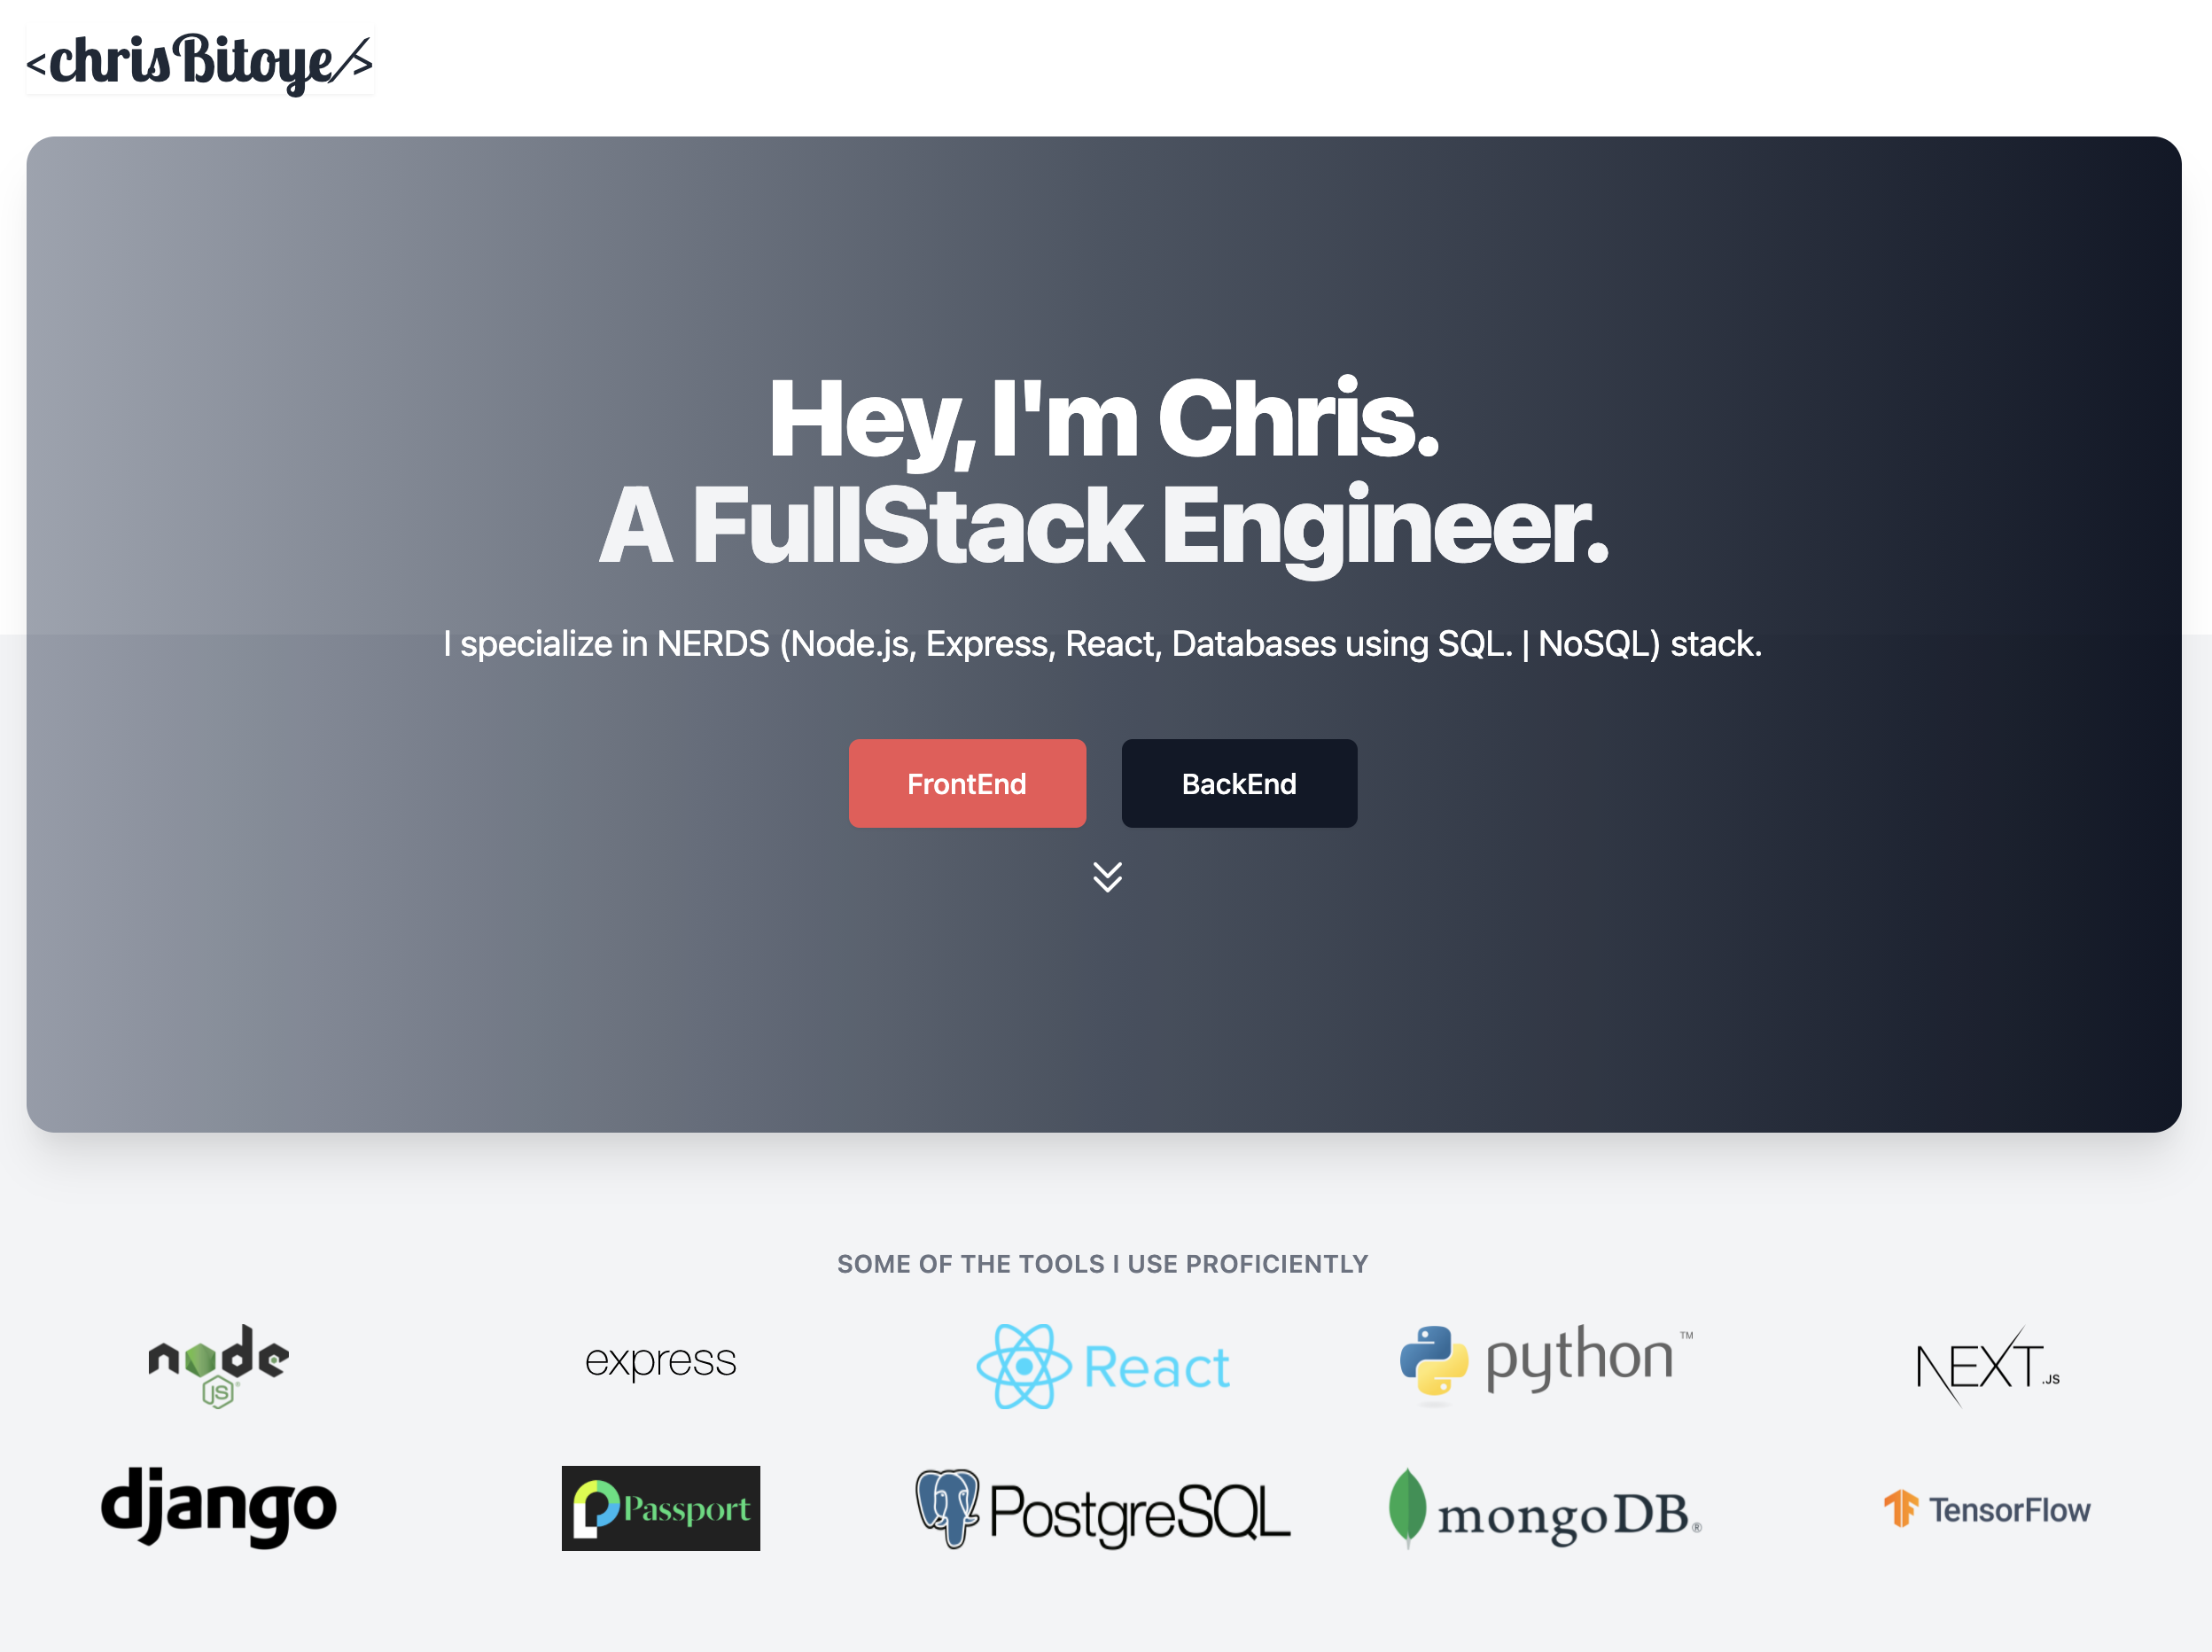 <chrisBitoye/>
Hey, I'm Chris.
A FullStack Engineer.
I specialize in NERDS (Node.js, Express, React, Databases using SQL. | NoSQL) stack.
FrontEnd BackEnd
SOME OF THE TOOLS I USE PROFICIENTLY
node JS® express React python™ NEXT.JS
django Passport PostgreSQL mongoDB® TensorFlow